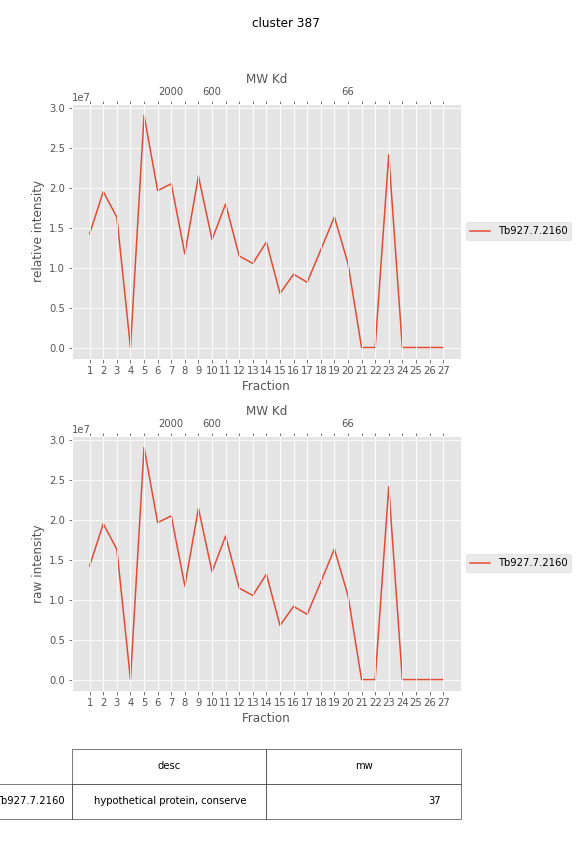 cluster 387
MW Kd
1e7 2000 600 66
3.0
2.5
2.0
1.5
1.0
0.5
0.0
relative intensity
Tb927.7.2160
1 2 3 4 5 6 7 8 9 10 11 12 13 14 15 16 17 18 19 20 21 22 23 24 25 26 27
Fraction
MW Kd
1e7 2000 600 66
3.0
2.5
2.0
1.5
1.0
0.5
0.0
raw intensity
Tb927.7.2160
1 2 3 4 5 6 7 8 9 10 11 12 13 14 15 16 17 18 19 20 21 22 23 24 25 26 27
Fraction
desc mw
b927.7.2160 hypothetical protein, conserve 37